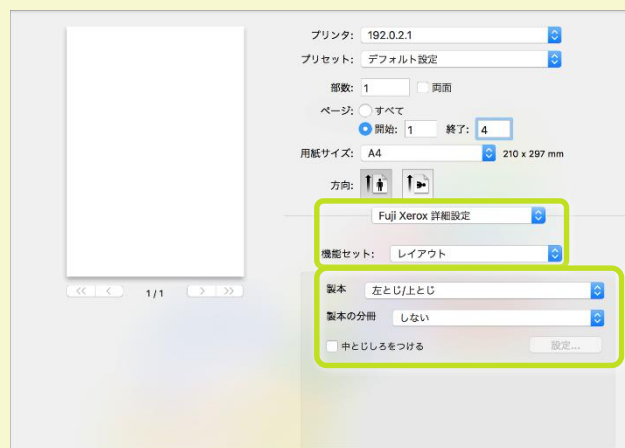 プリンタ: 192.0.2.1
プリセット: デフォルト設定
部数: 1 両面
ページ: すべて
開始: 1 終了: 4
用紙サイズ: A4 210 x 297 mm
方向:
Fuji Xerox 詳細設定
機能セット: レイアウト
1/1
製本 左とじ/上とじ
製本の分冊 しない
中とじしろをつける 設定...